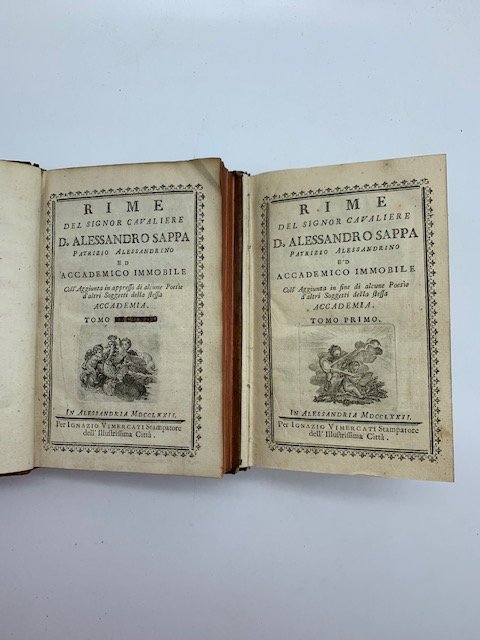 RIME
DEL SIGNOR CAVALIERE
D. ALESSANDRO SAPPA
PATRIZIO ALESSANDRINO
ED
ACCADEMICO IMMOBILE
Coll' Aggiunta in appresso di alcune Poesie
d'altri Soggetti della stessa
ACCADEMIA.
TOMO
IN ALESSANDRIA MDCCLXXII.
Per IGNAZIO VIMERCATI Stampatore
dell' Illustrissima Città.
RIME
DEL SIGNOR CAVALIERE
D. ALESSANDRO SAPPA
PATRIZIO ALESSANDRINO
ED
ACCADEMICO IMMOBILE
Coll' Aggiunta in fine di alcune Poesie
d'altri Soggetti della stessa
ACCADEMIA.
TOMO PRIMO.
IN ALESSANDRIA MDCCLXXII.
Per IGNAZIO VIMERCATI Stampatore
dell' Illustrissima Città.